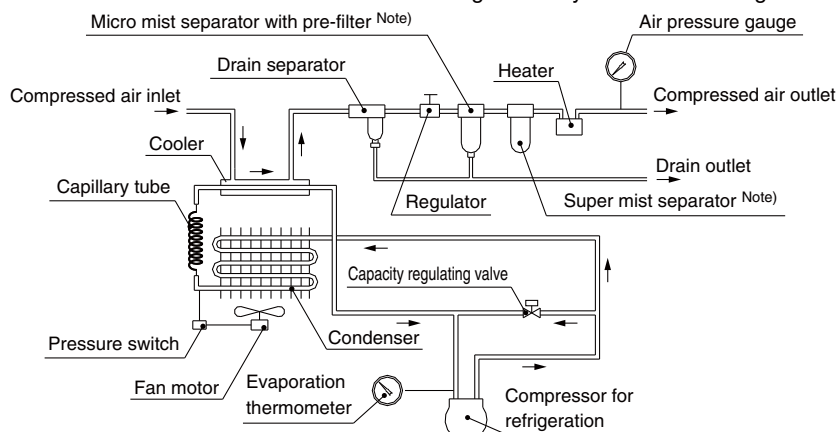 Micro mist separator with pre-filter Note)
Air pressure gauge
Drain separator
Heater
Compressed air inlet
Compressed air outlet
Cooler
Drain outlet
Capillary tube
Regulator
Super mist separator Note)
Capacity regulating valve
Condenser
Pressure switch
Fan motor
Evaporation
thermometer
Compressor for
refrigeration